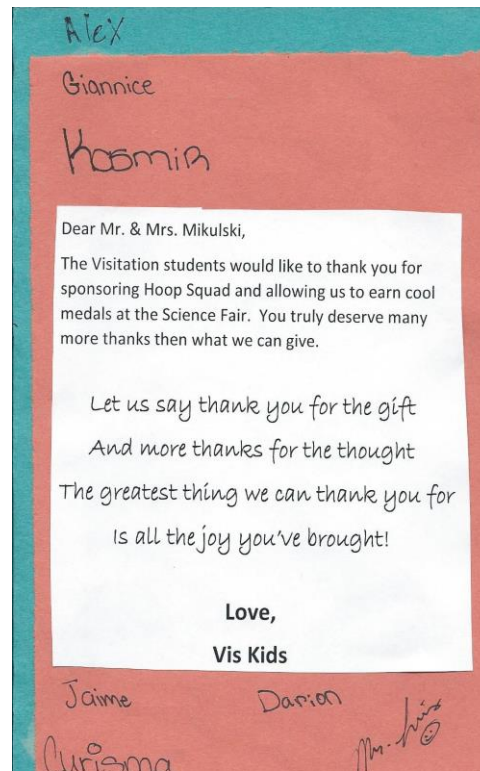 Alex
Giannice
Kosmir
Dear Mr. & Mrs. Mikulski,
The Visitation students would like to thank you for
sponsoring Hoop Squad and allowing us to earn cool
medals at the Science Fair.  You truly deserve many
more thanks then what we can give.
Let us say thank you for the gift
And more thanks for the thought
The greatest thing we can thank you for
Is all the joy you've brought!
Love,
Vis Kids
Jaime Darion
Curisma